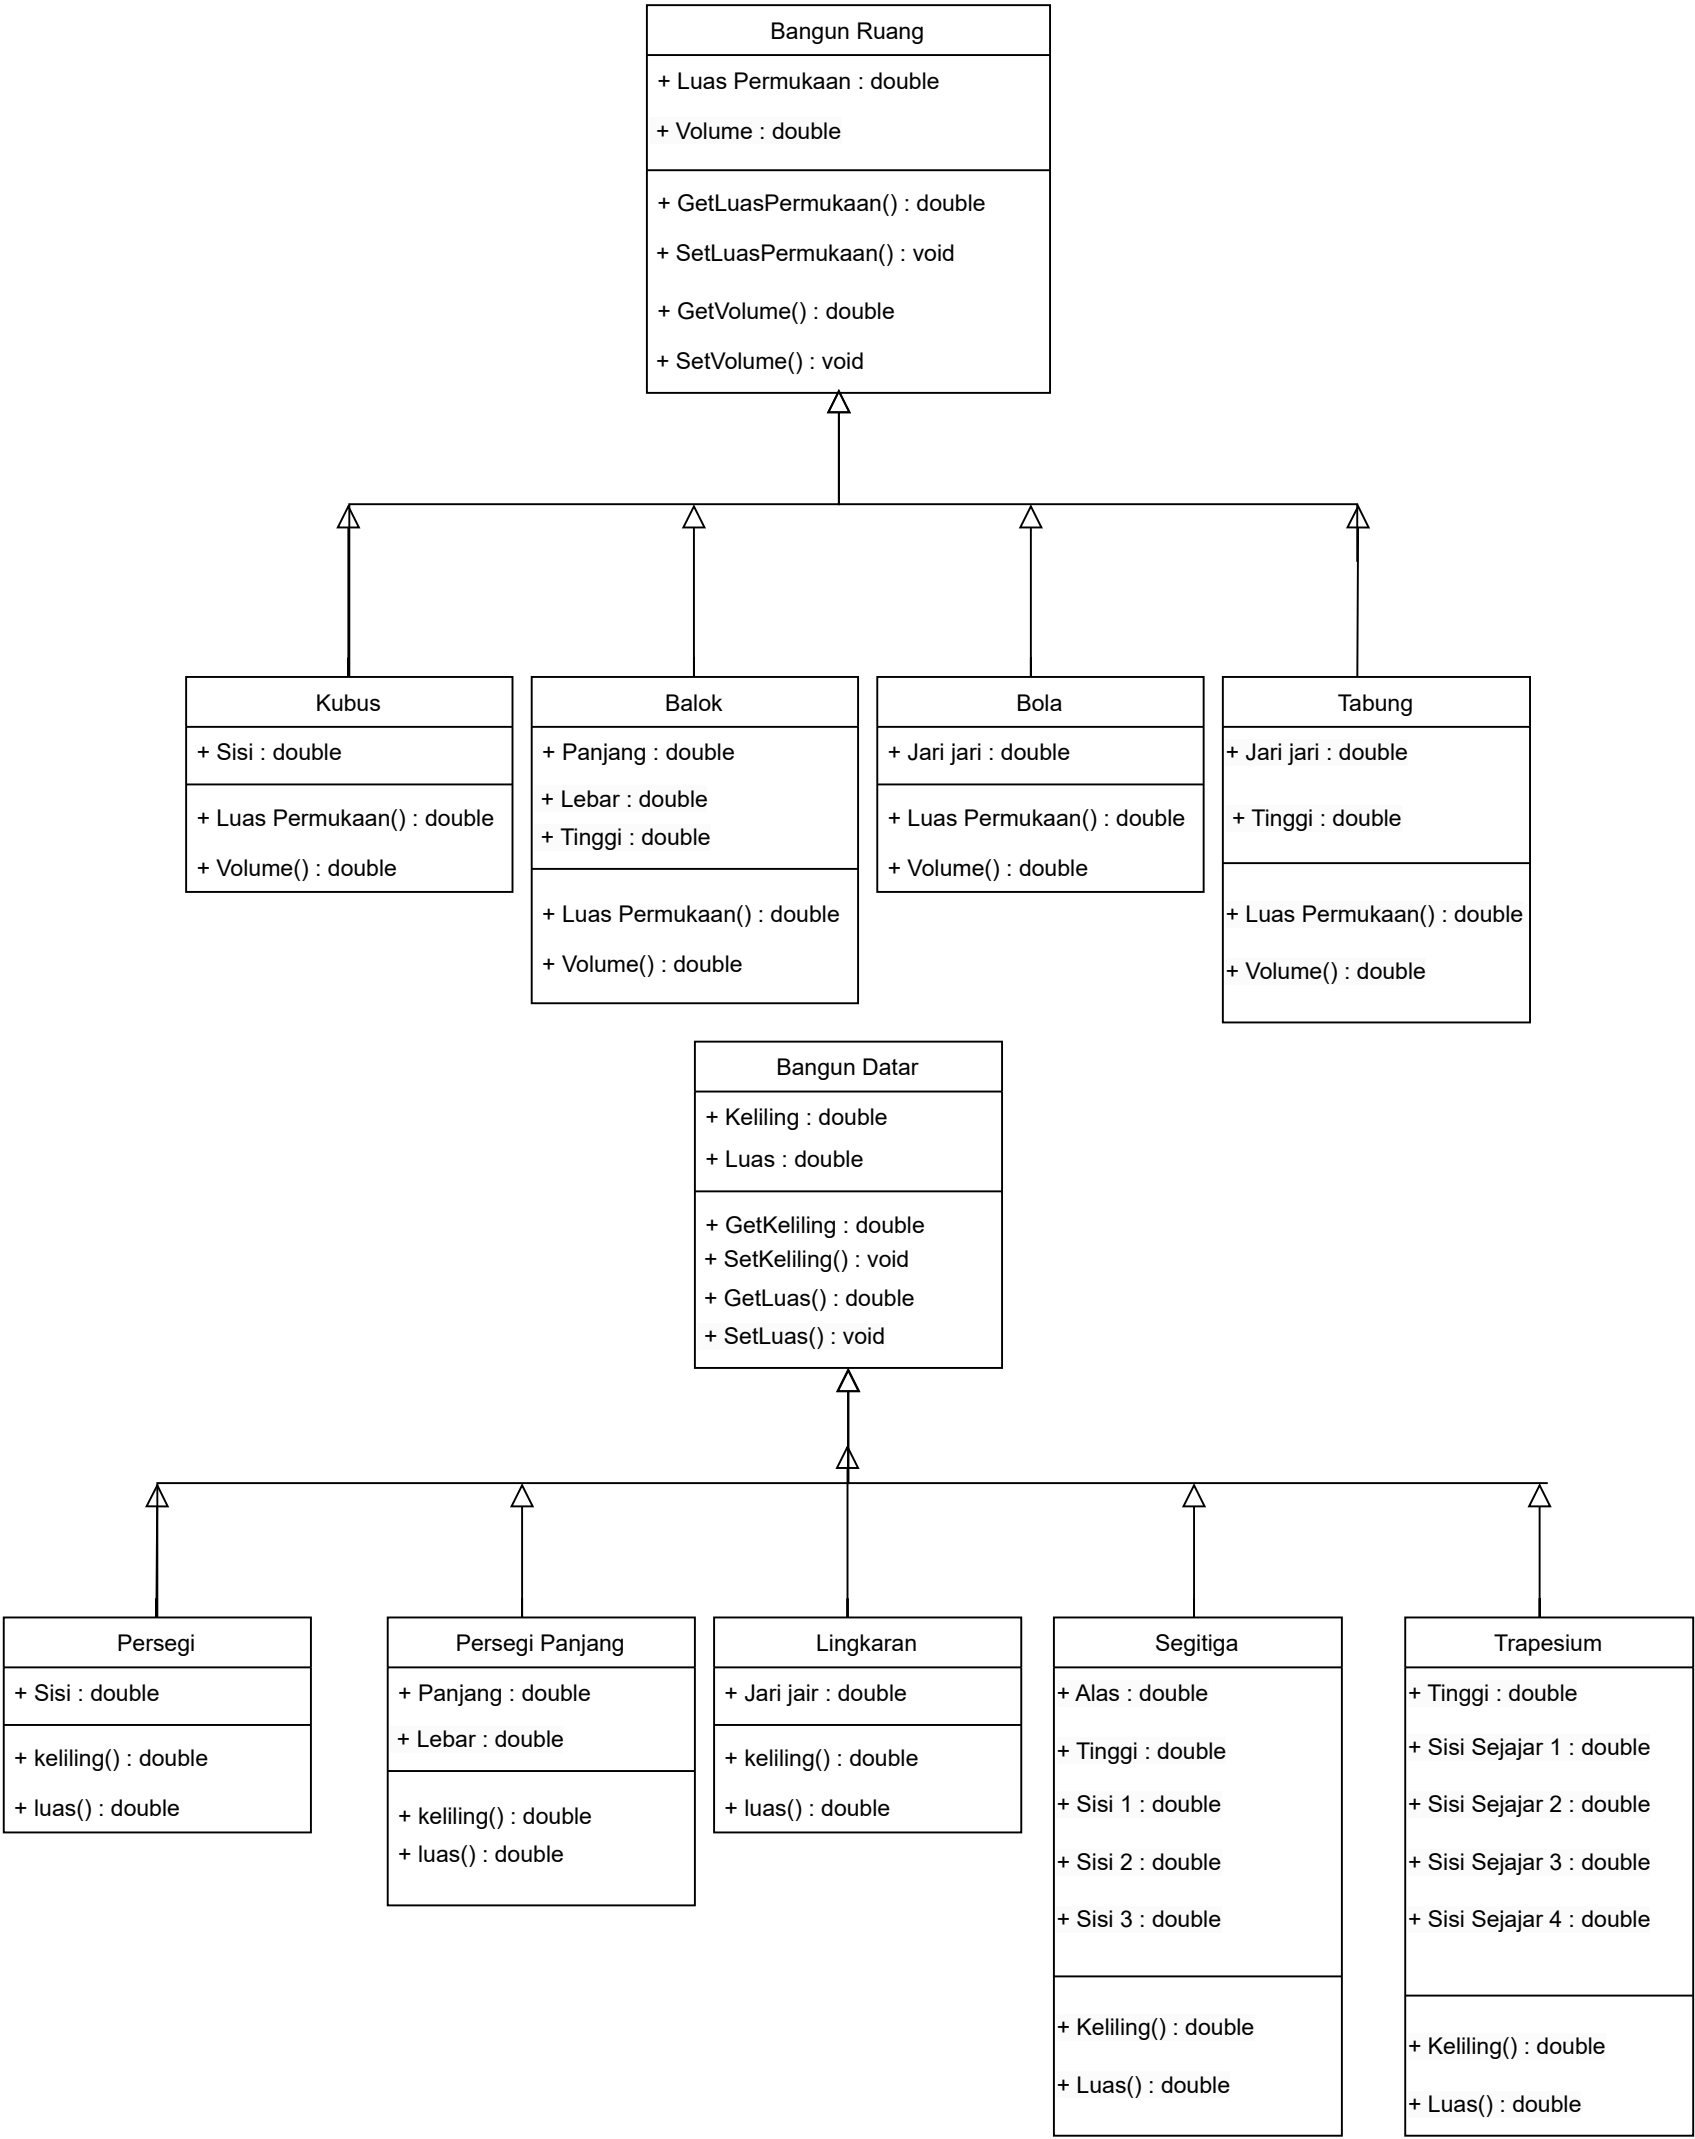 Bangun Ruang
+ Luas Permukaan : double
+ Volume : double
+ GetLuasPermukaan() : double
+ SetLuasPermukaan() : void
+ GetVolume() : double
+ SetVolume() : void
Kubus
+ Sisi : double
+ Luas Permukaan() : double
+ Volume() : double
Balok
+ Panjang : double
+ Lebar : double
+ Tinggi : double
+ Luas Permukaan() : double
+ Volume() : double
Bola
+ Jari jari : double
+ Luas Permukaan() : double
+ Volume() : double
Tabung
+ Jari jari : double
+ Tinggi : double
+ Luas Permukaan() : double
+ Volume() : double
Bangun Datar
+ Keliling : double
+ Luas : double
+ GetKeliling : double
+ SetKeliling() : void
+ GetLuas() : double
+ SetLuas() : void
Persegi
+ Sisi : double
+ keliling() : double
+ luas() : double
Persegi Panjang
+ Panjang : double
+ Lebar : double
+ keliling() : double
+ luas() : double
Lingkaran
+ Jari jair : double
+ keliling() : double
+ luas() : double
Segitiga
+ Alas : double
+ Tinggi : double
+ Sisi 1 : double
+ Sisi 2 : double
+ Sisi 3 : double
+ Keliling() : double
+ Luas() : double
Trapesium
+ Tinggi : double
+ Sisi Sejajar 1 : double
+ Sisi Sejajar 2 : double
+ Sisi Sejajar 3 : double
+ Sisi Sejajar 4 : double
+ Keliling() : double
+ Luas() : double